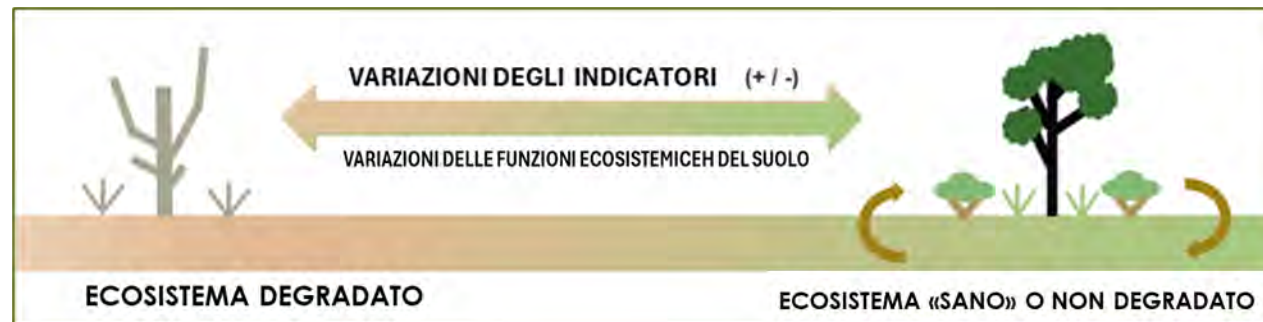 VARIAZIONI DEGLI INDICATORI (+ / -)
VARIAZIONI DELLE FUNZIONI ECOSISTEMICEH DEL SUOLO
ECOSISTEMA DEGRADATO
ECOSISTEMA «SANO» O NON DEGRADATO